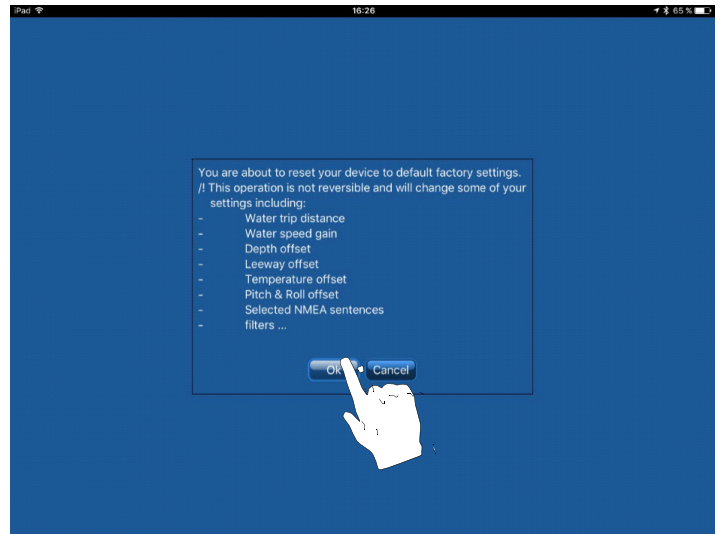 iPad 16:26 65 %
You are about to reset your device to default factory settings.
/! This operation is not reversible and will change some of your
settings including:
- Water trip distance
- Water speed gain
- Depth offset
- Leeway offset
- Temperature offset
- Pitch & Roll offset
- Selected NMEA sentences
- filters ...
Ok Cancel